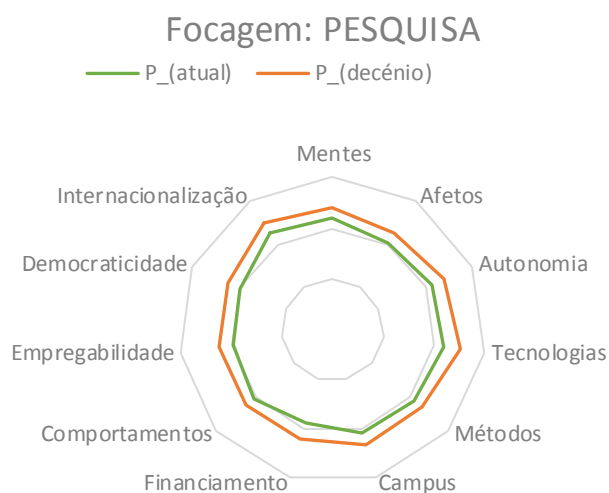 Focagem: PESQUISA
P_(atual)
P_(decénio)
Mentes
Afetos
Autonomia
Tecnologias
Métodos
Campus
Financiamento
Comportamentos
Empregabilidade
Democraticidade
Internacionalização